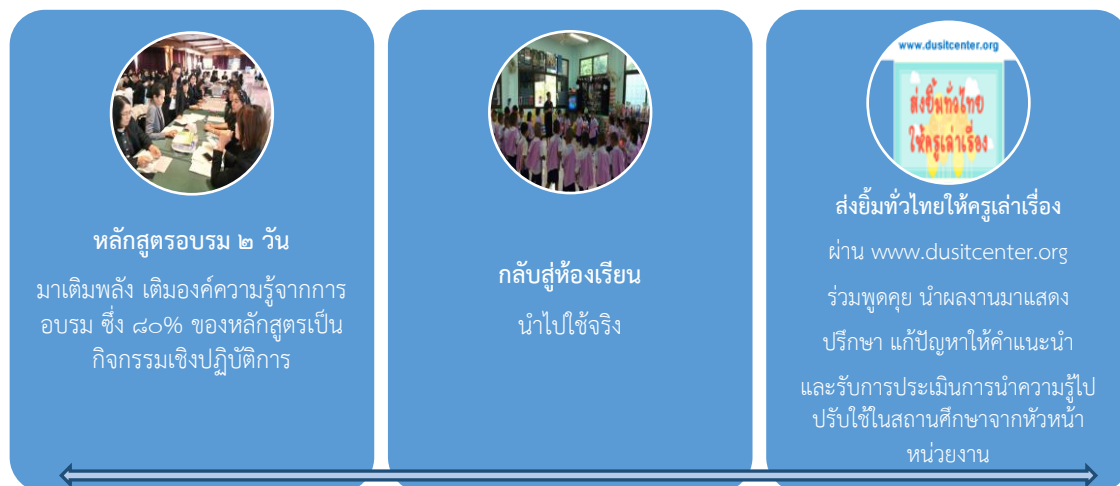 หลักสูตรอบรม ๒ วัน
มาเติมพลัง เติมองค์ความรู้จากการ
อบรม ซึ่ง ๘๐% ของหลักสูตรเป็น
กิจกรรมเชิงปฏิบัติการ
กลับสู่ห้องเรียน
นำไปใช้จริง
www.dusitcenter.org
ส่งยิ้มทั่วไทย
ให้ครูเล่าเรื่อง
ส่งยิ้มทั่วไทยให้ครูเล่าเรื่อง
ผ่าน www.dusitcenter.org
ร่วมพูดคุย นำผลงานมาแสดง
ปรึกษา แก้ปัญหาให้คำแนะนำ
และรับการประเมินการนำความรู้ไป
ปรับใช้ในสถานศึกษาจากหัวหน้า
หน่วยงาน